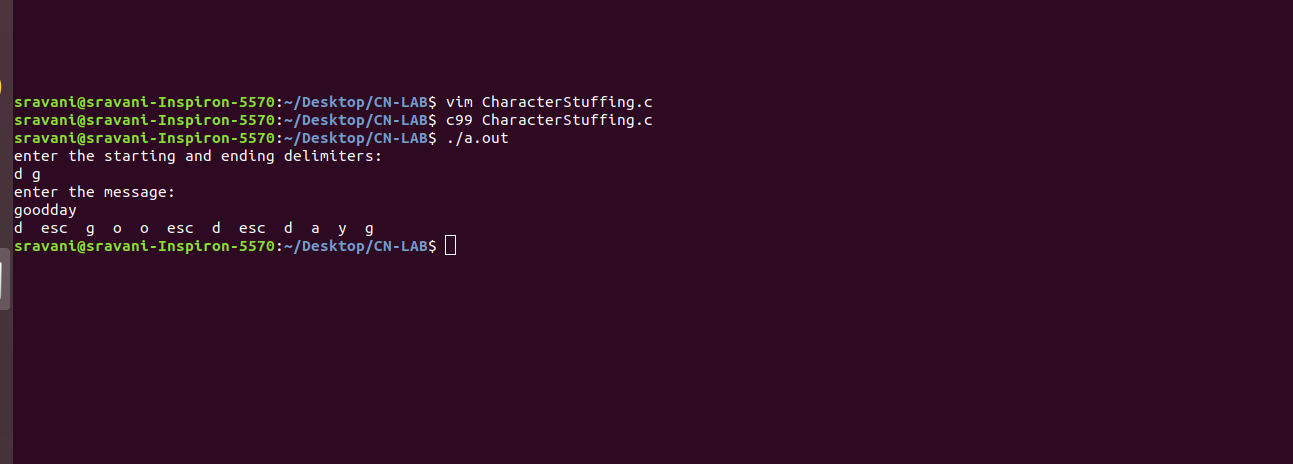 sravani@sravani-Inspiron-5570:~/Desktop/CN-LAB$ vim CharacterStuffing.c
sravani@sravani-Inspiron-5570:~/Desktop/CN-LAB$ c99 CharacterStuffing.c
sravani@sravani-Inspiron-5570:~/Desktop/CN-LAB$ ./a.out
enter the starting and ending delimiters:
d g
enter the message:
goodday
d  esc  g  o  o  esc  d  esc  d  a  y  g
sravani@sravani-Inspiron-5570:~/Desktop/CN-LAB$